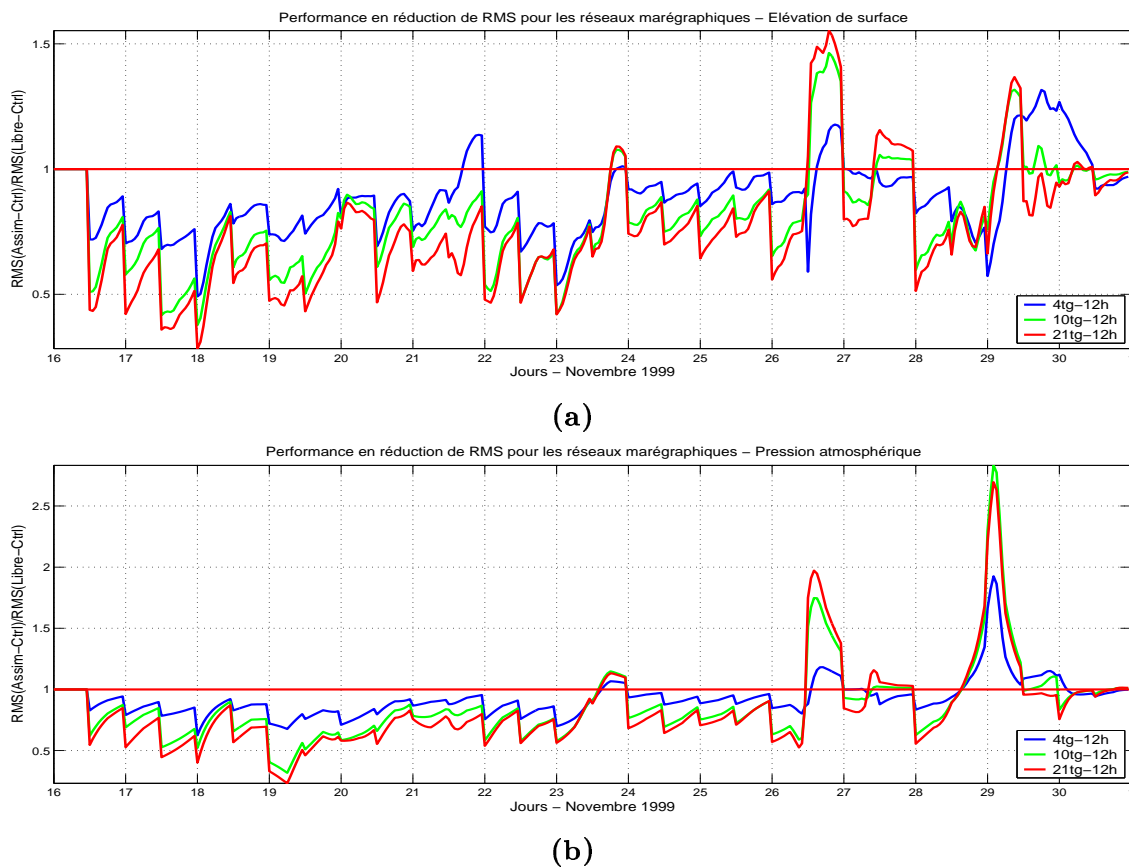 Performance en réduction de RMS pour les réseaux marégraphiques − Elévation de surface
RMS(Assim−Ctrl)/RMS(Libre−Ctrl)
1.5
1
0.5
4tg−12h
10tg−12h
21tg−12h
16 17 18 19 20 21 22 23 24 25 26 27 28 29 30
Jours − Novembre 1999
(a)
Performance en réduction de RMS pour les réseaux marégraphiques − Pression atmosphérique
RMS(Assim−Ctrl)/RMS(Libre−Ctrl)
2.5
2
1.5
1
0.5
4tg−12h
10tg−12h
21tg−12h
16 17 18 19 20 21 22 23 24 25 26 27 28 29 30
Jours − Novembre 1999
(b)